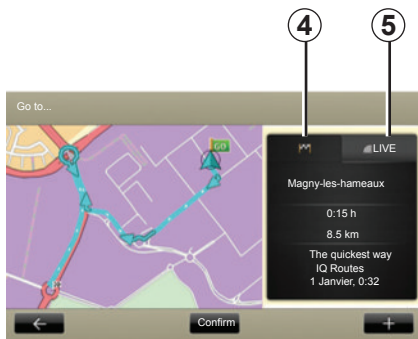 4 5
Go to...
GO
LIVE
Magny-les-hameaux
0:15 h
8.5 km
The quickest way
IQ Routes
1 Janvier, 0:32
Confirm